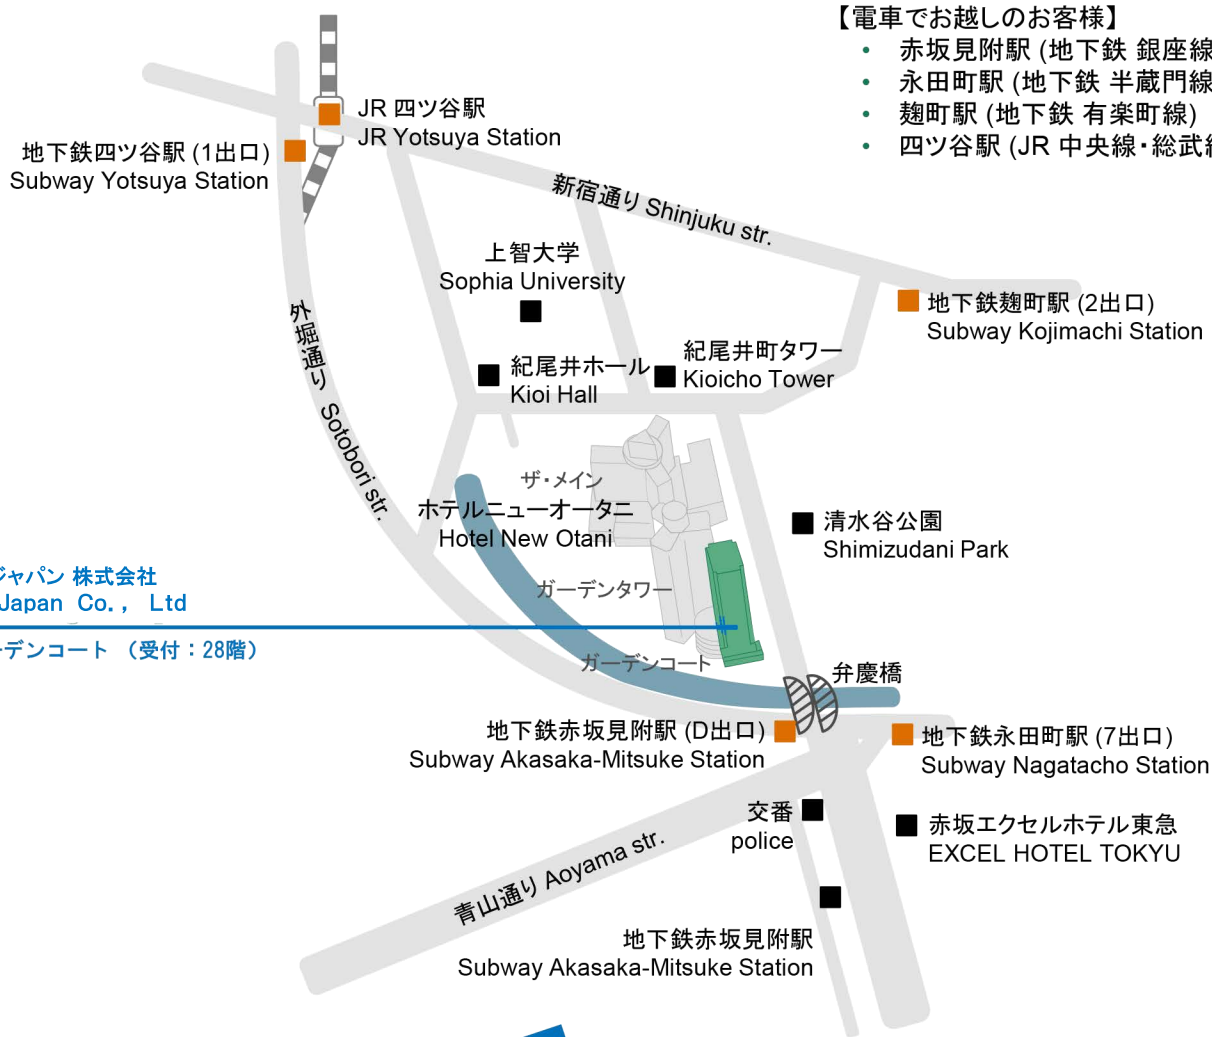 【電車でお越しのお客様】
• 赤坂見附駅 (地下鉄 銀座線
• 永田町駅 (地下鉄 半蔵門線
• 麹町駅 (地下鉄 有楽町線)
• 四ツ谷駅 (JR 中央線・総武線
JR 四ツ谷駅
JR Yotsuya Station
地下鉄四ツ谷駅 (1出口)
Subway Yotsuya Station
新宿通り Shinjuku str.
上智大学
Sophia University
外堀通り Sotobori str.
地下鉄麹町駅 (2出口)
Subway Kojimachi Station
紀尾井ホール
Kioi Hall
紀尾井町タワー
Kioicho Tower
ザ・メイン
ホテルニューオータニ
Hotel New Otani
清水谷公園
Shimizudani Park
ジャパン 株式会社
Japan Co., Ltd
ガーデンタワー
ーデンコート （受付：28階）
ガーデンコート
弁慶橋
地下鉄赤坂見附駅 (D出口)
Subway Akasaka-Mitsuke Station
地下鉄永田町駅 (7出口)
Subway Nagatacho Station
交番
police
赤坂エクセルホテル東急
EXCEL HOTEL TOKYU
青山通り Aoyama str.
地下鉄赤坂見附駅
Subway Akasaka-Mitsuke Station